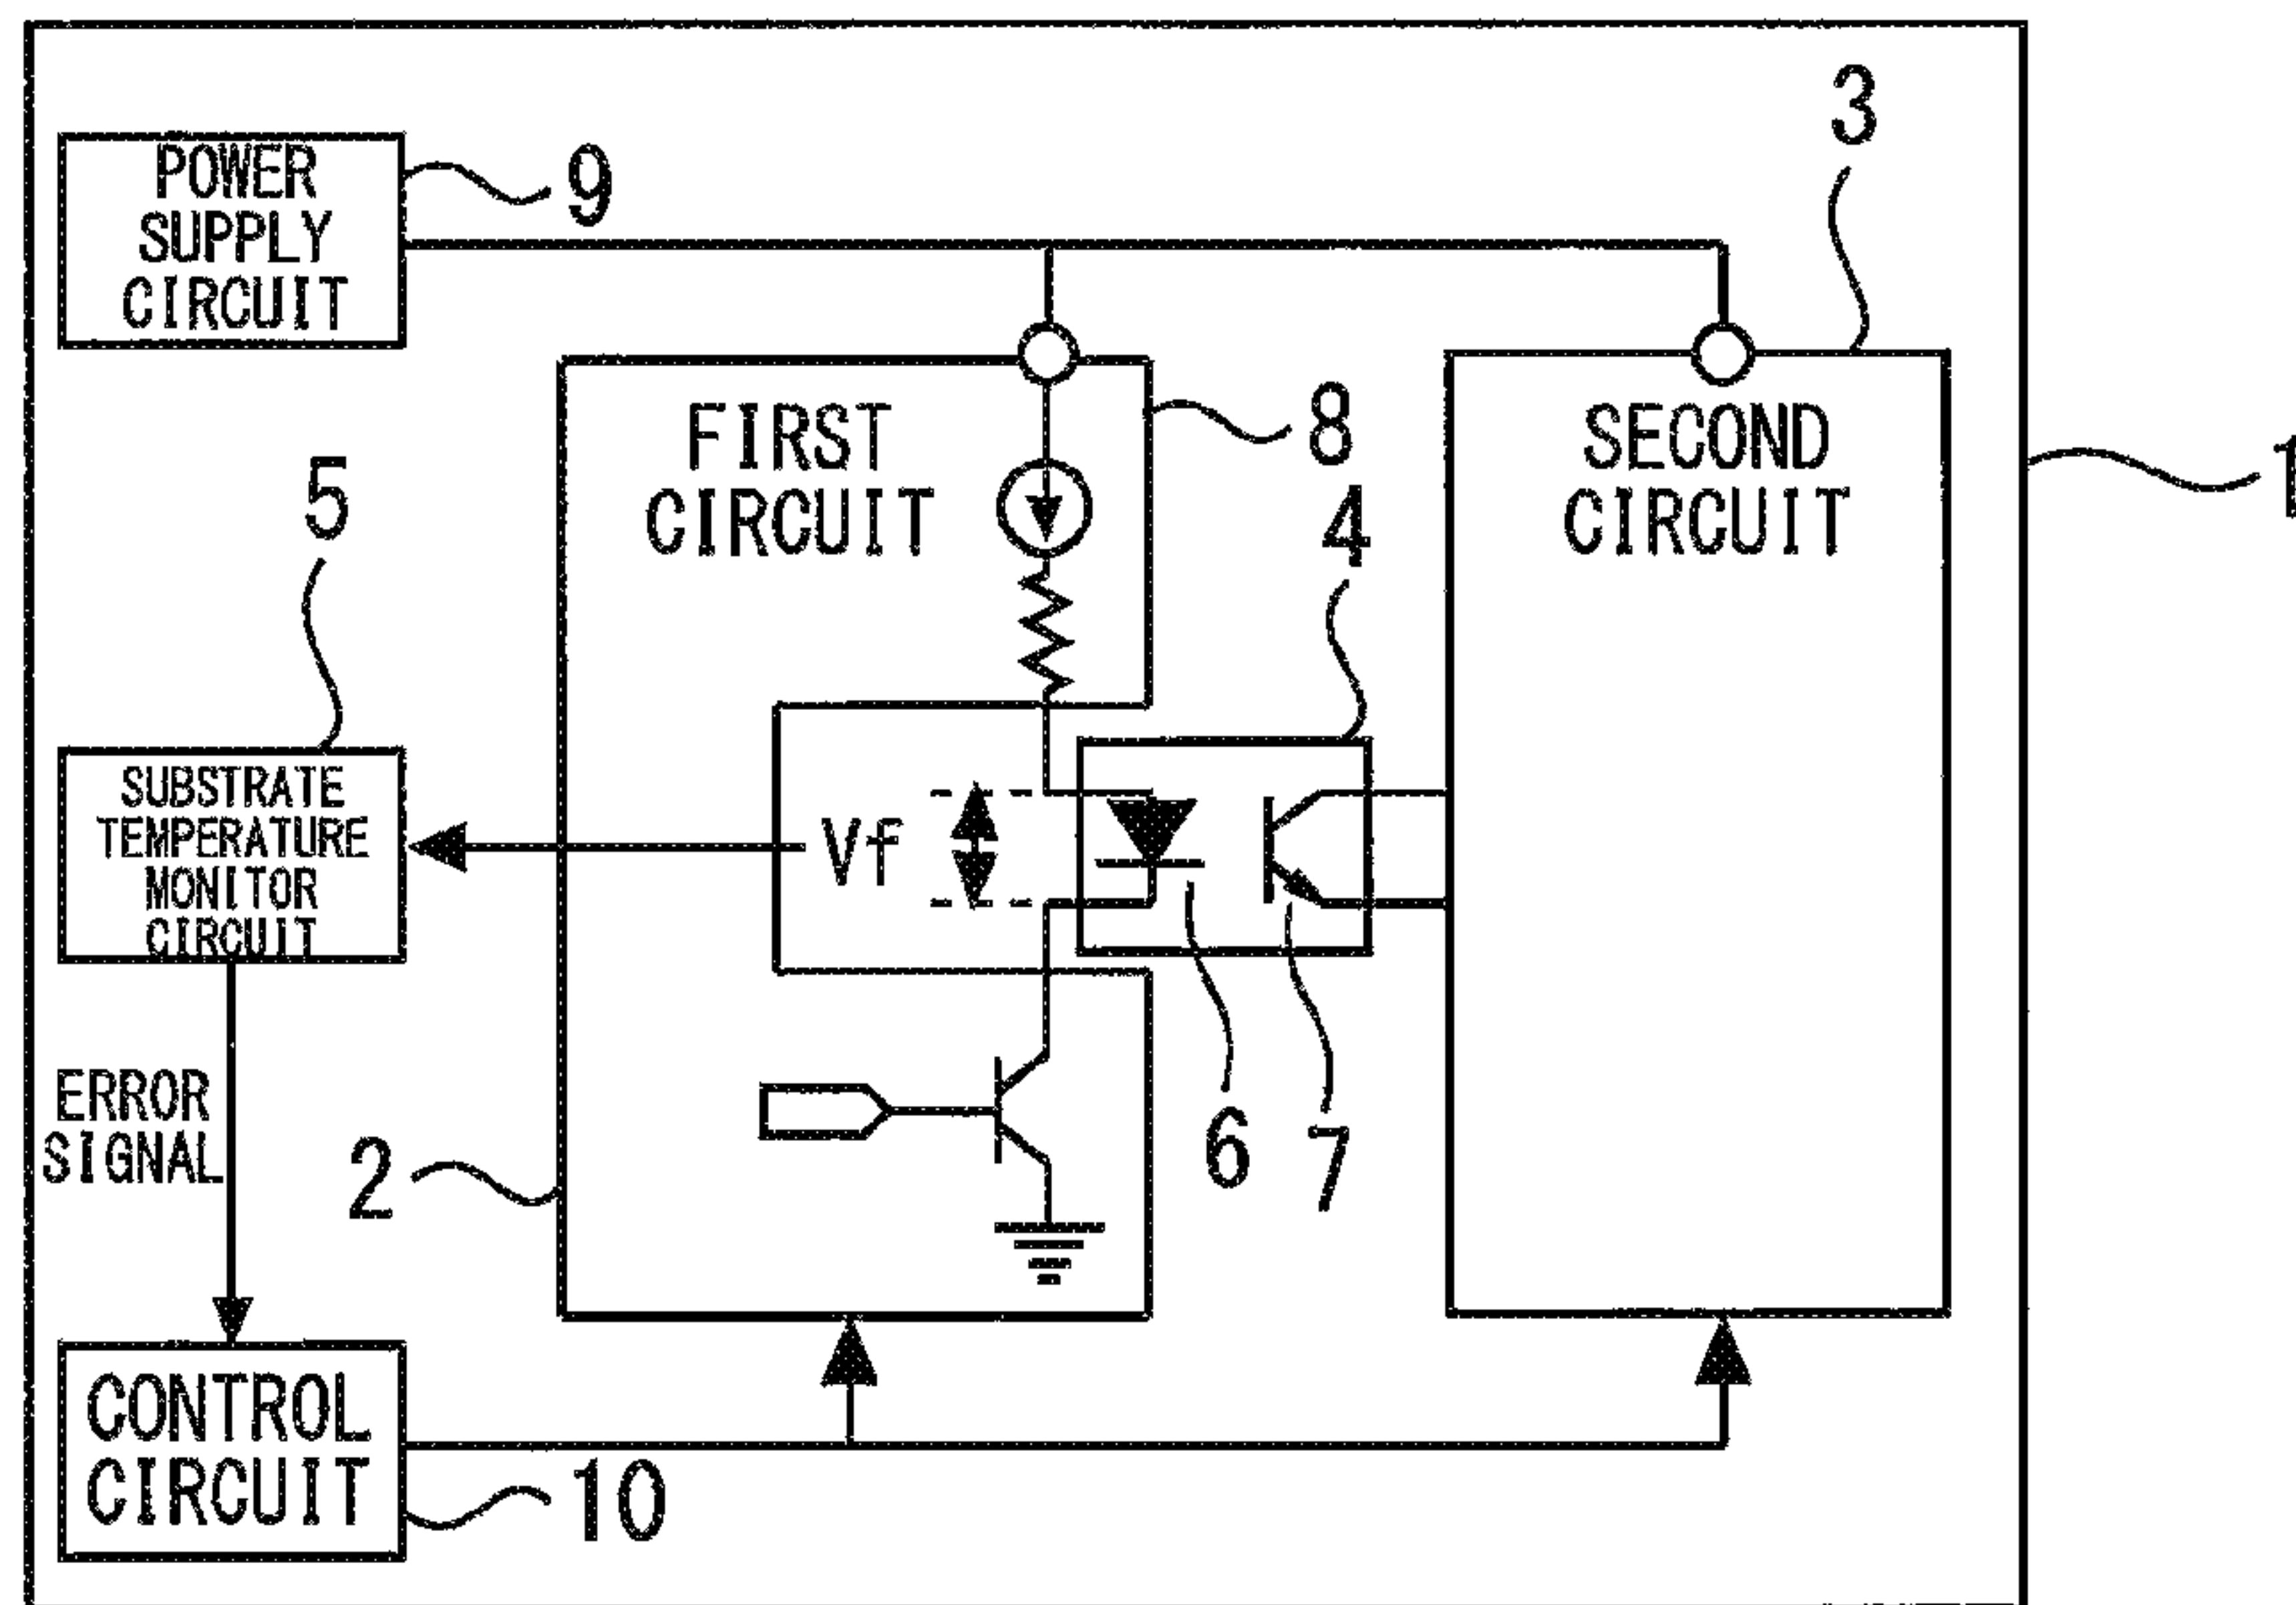 POWER
SUPPLY
CIRCUIT
9
3
FIRST
CIRCUIT
8
SECOND
CIRCUIT
1
5
4
SUBSTRATE
TEMPERATURE
MONITOR
CIRCUIT
Vf
ERROR
SIGNAL
2
6
7
CONTROL
CIRCUIT
10